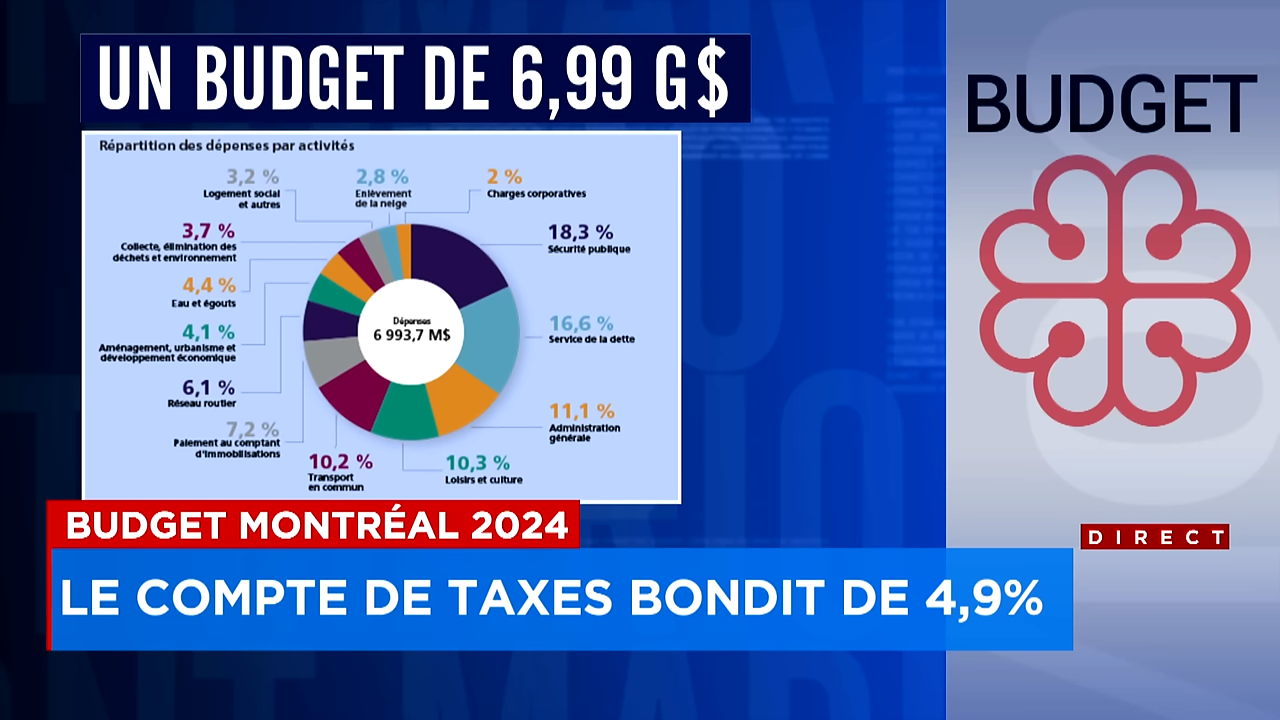 UN BUDGET DE 6,99 G$
BUDGET
Répartition des dépenses par activités
3,2 %
Logement social
et autres
2,8 %
Enlèvement
de la neige
2 %
Charges corporatives
3,7 %
Collecte, élimination des
déchets et environnement
18,3 %
Sécurité publique
4,4 %
Eau et égouts
4,1 %
Aménagement, urbanisme et
développement économique
Dépenses
6 993,7 M$
16,6 %
Service de la dette
6,1 %
Réseau routier
7,2 %
Paiement au comptant
d'immobilisations
11,1 %
Administration
générale
10,2 %
Transport
en commun
10,3 %
Loisirs et culture
BUDGET MONTRÉAL 2024
DIRECT
LE COMPTE DE TAXES BONDIT DE 4,9%